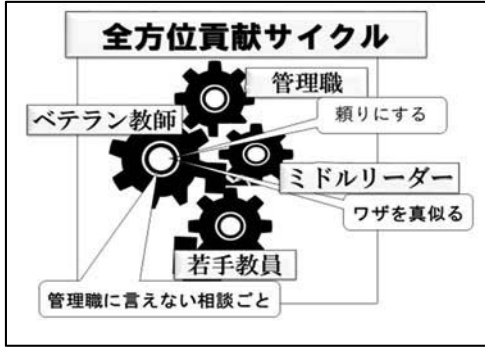 全方位貢献サイクル
管理職
頼りにする
ベテラン教師
ミドルリーダー
ワザを真似る
若手教員
管理職に言えない相談ごと